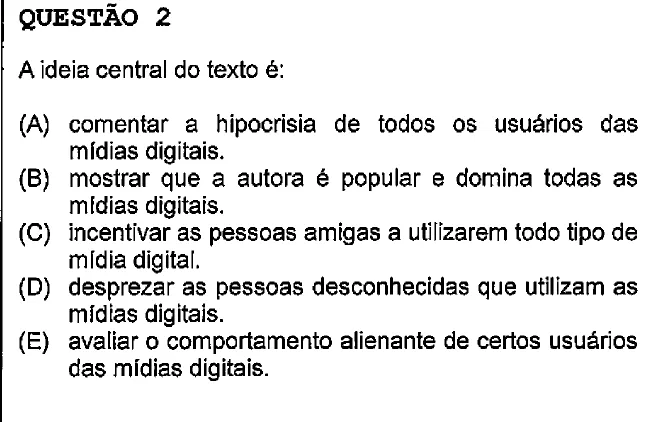 QUESTÃO 2
A ideia central do texto é:
(A) comentar a hipocrisia de todos os usuários das
mídias digitais.
(B) mostrar que a autora é popular e domina todas as
mídias digitais.
(C) incentivar as pessoas amigas a utilizarem todo tipo de
mídia digital.
(D) desprezar as pessoas desconhecidas que utilizam as
mídias digitais.
(E) avaliar o comportamento alienante de certos usuários
das mídias digitais.